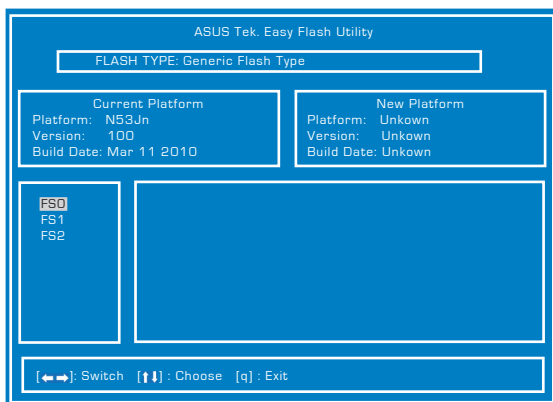 ASUS Tek. Easy Flash Utility
FLASH TYPE: Generic Flash Type
Current Platform
Platform: N53Jn
Version: 100
Build Date: Mar 11 2010
New Platform
Platform: Unkown
Version: Unkown
Build Date: Unkown
FS0
FS1
FS2
[←→]: Switch [↑↓] : Choose [q] : Exit